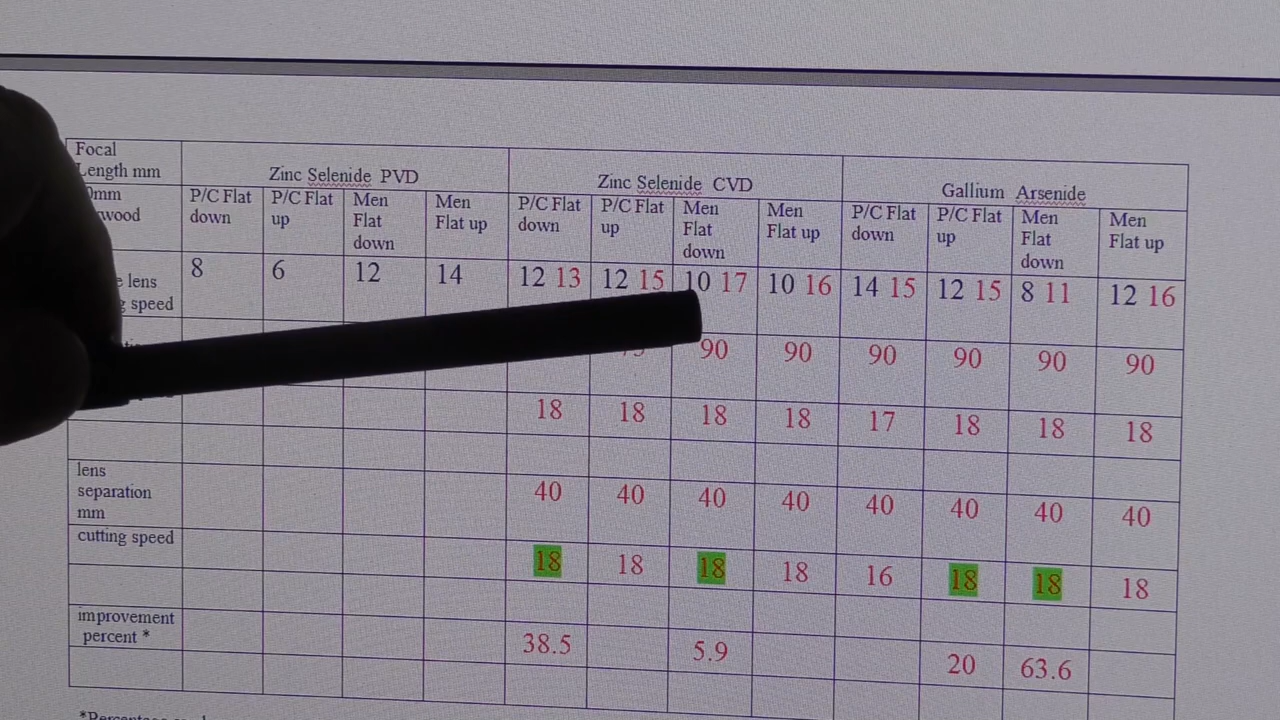 Focal
Length mm
Zinc Selenide PVD
Zinc Selenide CVD
Gallium Arsenide
P/C Flat
down
P/C Flat
up
Men
Flat
down
Men
Flat up
P/C Flat
down
P/C Flat
up
Men
Flat
down
Men
Flat up
P/C Flat
down
P/C Flat
up
Men
Flat
down
Men
Flat up
lens
speed
8 6 12 14 12 13 12 15 10 17 10 16 14 15 12 15 8 11 12 16
90 90 90 90 90 90
18 18 18 18 17 18 18 18
lens
separation
mm
40 40 40 40 40 40 40 40
cutting speed
18 18 18 18 16 18 18 18
improvement
percent *
38.5 5.9 20 63.6